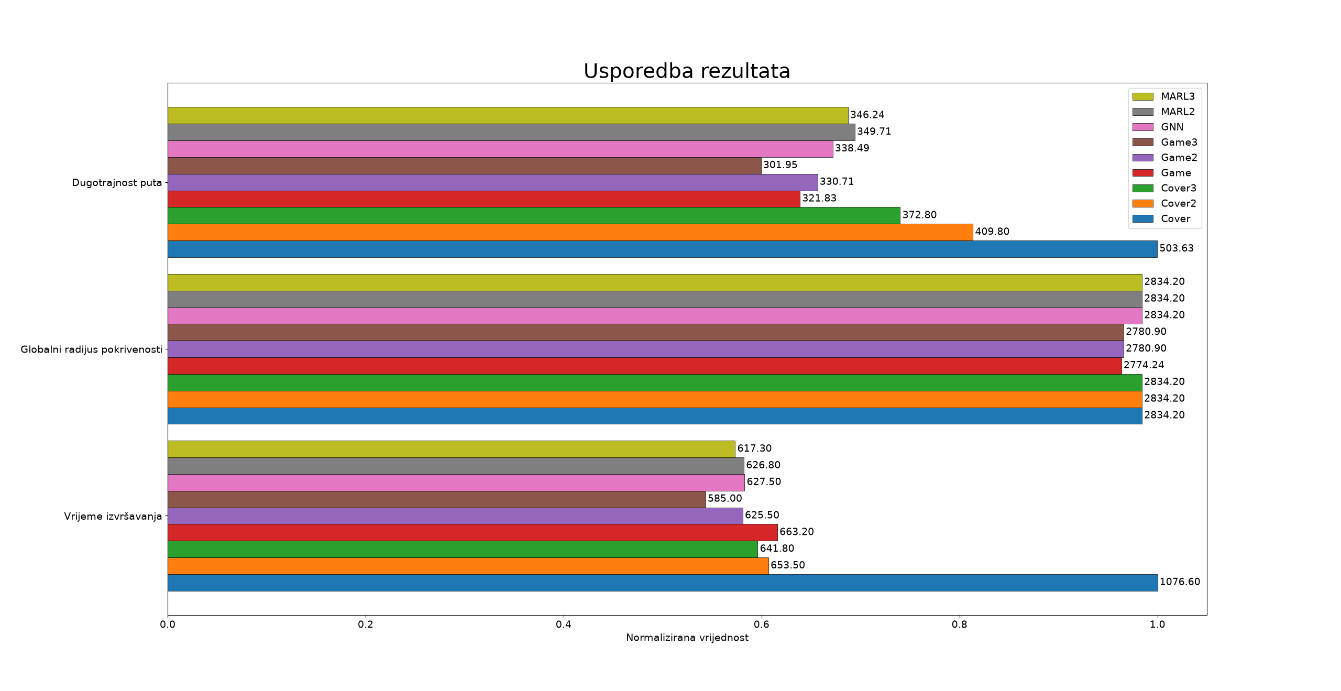 Usporedba rezultata
MARL3
MARL2
GNN
Game3
Game2
Game
Cover3
Cover2
Cover
Dugotrajnost puta
346.24
349.71
338.49
301.95
330.71
321.83
372.80
409.80
503.63
Globalni radijus pokrivenosti
2834.20
2834.20
2834.20
2780.90
2780.90
2774.24
2834.20
2834.20
2834.20
Vrijeme izvršavanja
617.30
626.80
627.50
585.00
625.50
663.20
641.80
653.50
1076.60
0.0 0.2 0.4 0.6 0.8 1.0
Normalizirana vrijednost